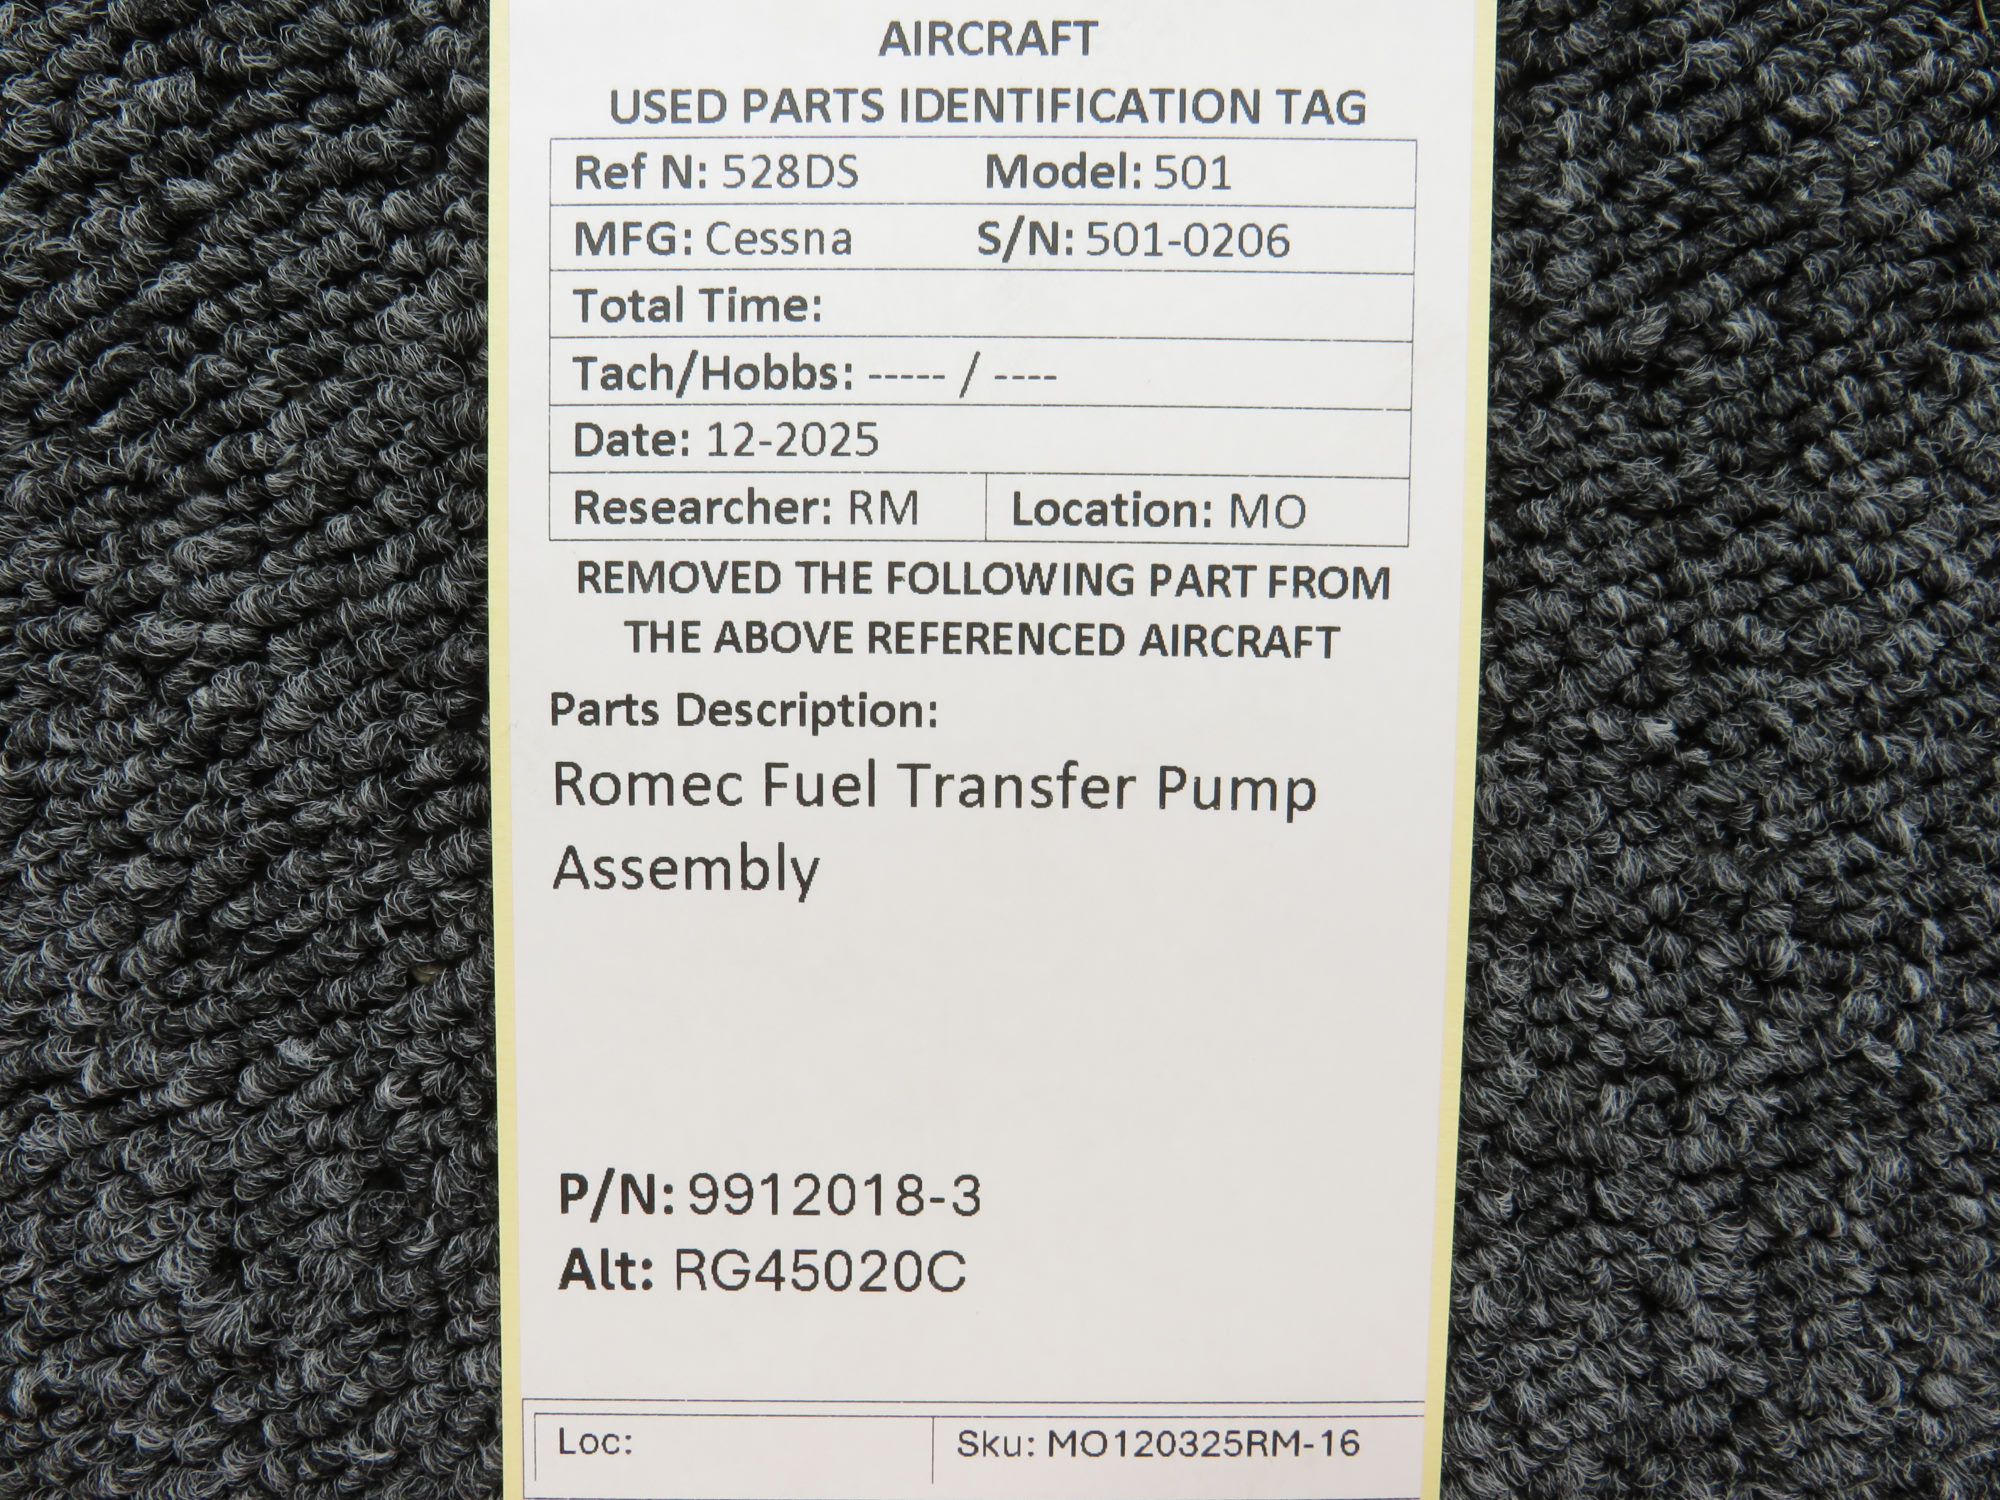 AIRCRAFT
USED PARTS IDENTIFICATION TAG
Ref N: 528DS Model: 501
MFG: Cessna S/N: 501-0206
Total Time:
Tach/Hobbs: ----- / ----
Date: 12-2025
Researcher: RM Location: MO
REMOVED THE FOLLOWING PART FROM
THE ABOVE REFERENCED AIRCRAFT
Parts Description:
Romec Fuel Transfer Pump
Assembly
P/N: 9912018-3
Alt: RG45020C
Loc: Sku: MO120325RM-16